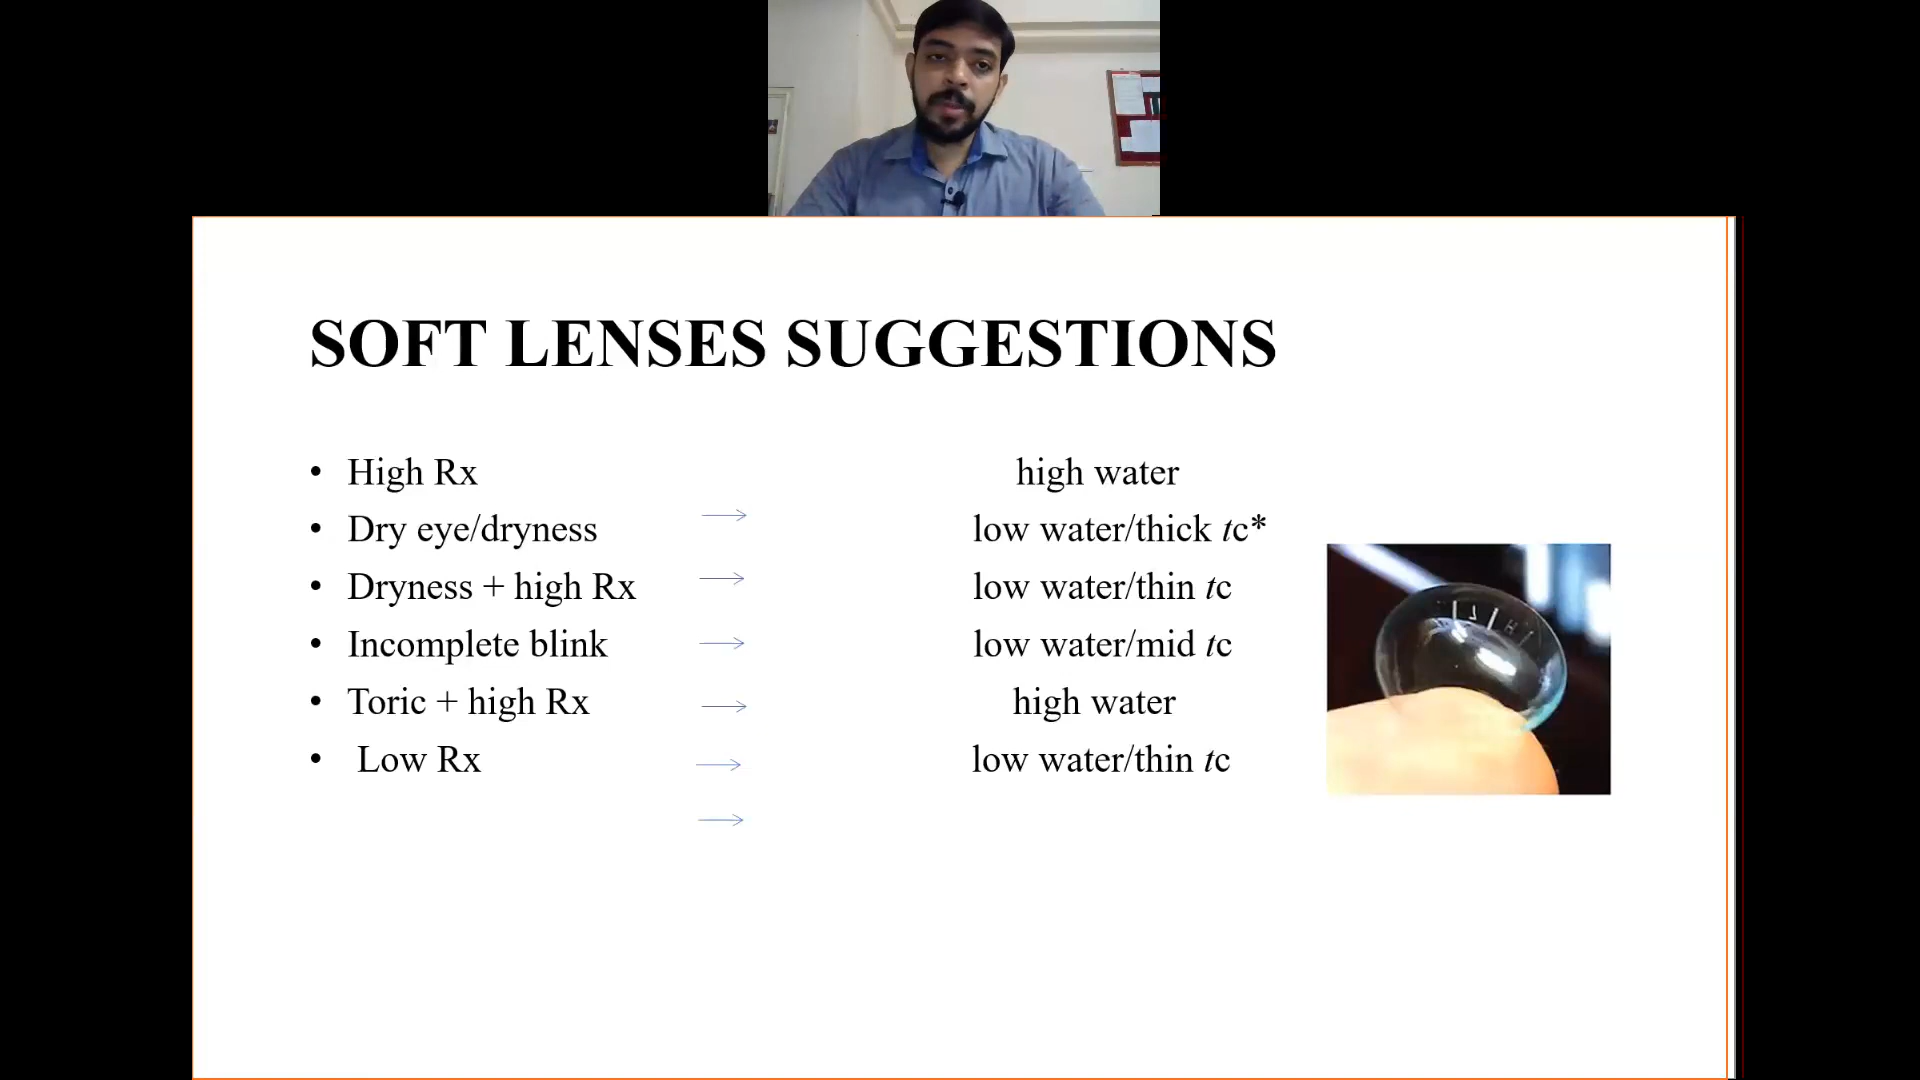 SOFT LENSES SUGGESTIONS
• High Rx → high water
• Dry eye/dryness → low water/thick tc*
• Dryness + high Rx → low water/thin tc
• Incomplete blink → low water/mid tc
• Toric + high Rx → high water
• Low Rx → low water/thin tc